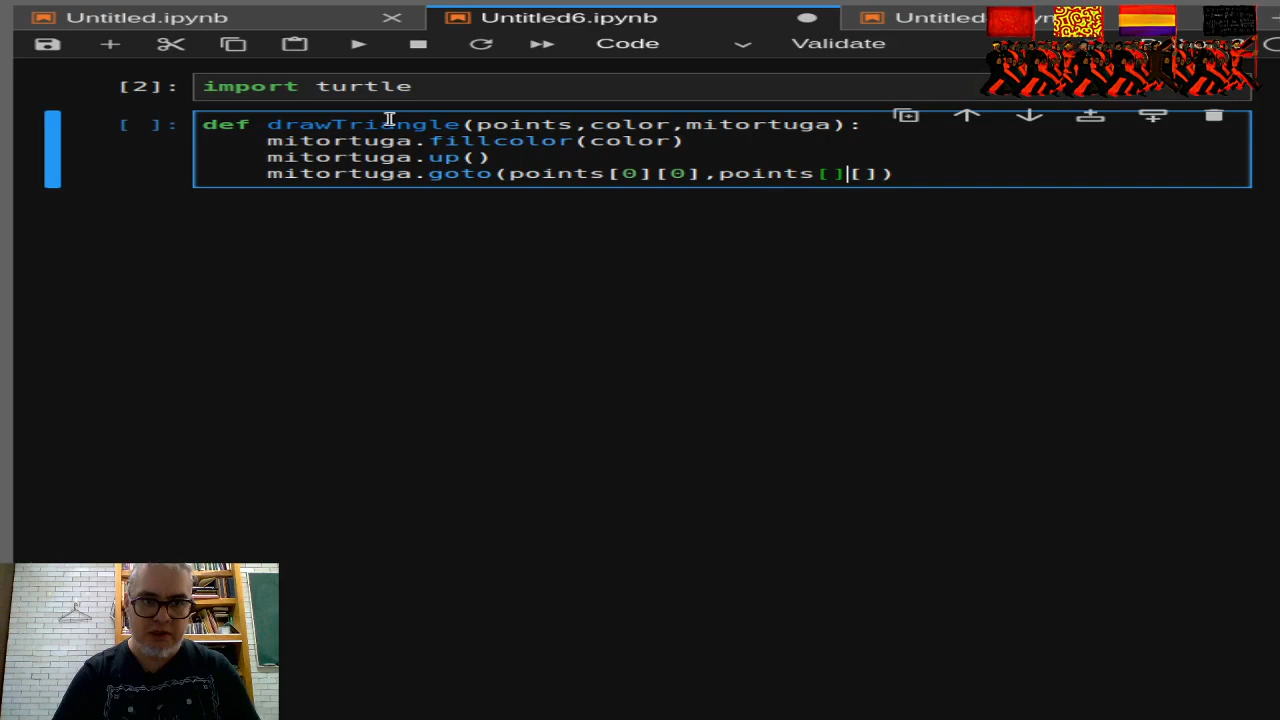 Untitled.ipynb
Untitled6.ipynb
Untitled
Code
Validate
[2]:
import turtle
[ ]:
def drawTriangle(points,color,mitortuga):
mitortuga.fillcolor(color)
mitortuga.up()
mitortuga.goto(points[0][0],points[][])